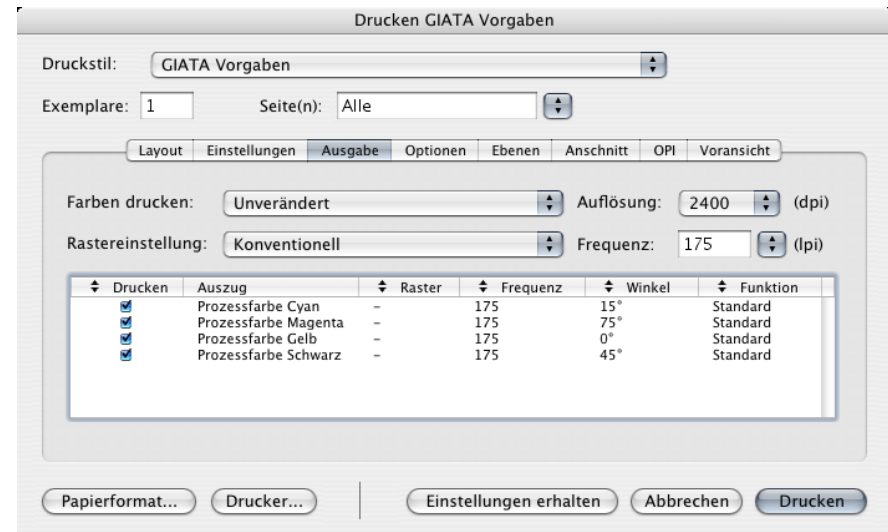 Drucken GIATA Vorgaben
Druckstil: GIATA Vorgaben
Exemplare: 1 Seite(n): Alle
Layout Einstellungen Ausgabe Optionen Ebenen Anschnitt OPI Voransicht
Farben drucken: Unverändert Auflösung: 2400 (dpi)
Rastereinstellung: Konventionell Frequenz: 175 (lpi)
Drucken Auszug Raster Frequenz Winkel Funktion
Prozessfarbe Cyan – 175 15° Standard
Prozessfarbe Magenta – 175 75° Standard
Prozessfarbe Gelb – 175 0° Standard
Prozessfarbe Schwarz – 175 45° Standard
Papierformat... Drucker... Einstellungen erhalten Abbrechen Drucken